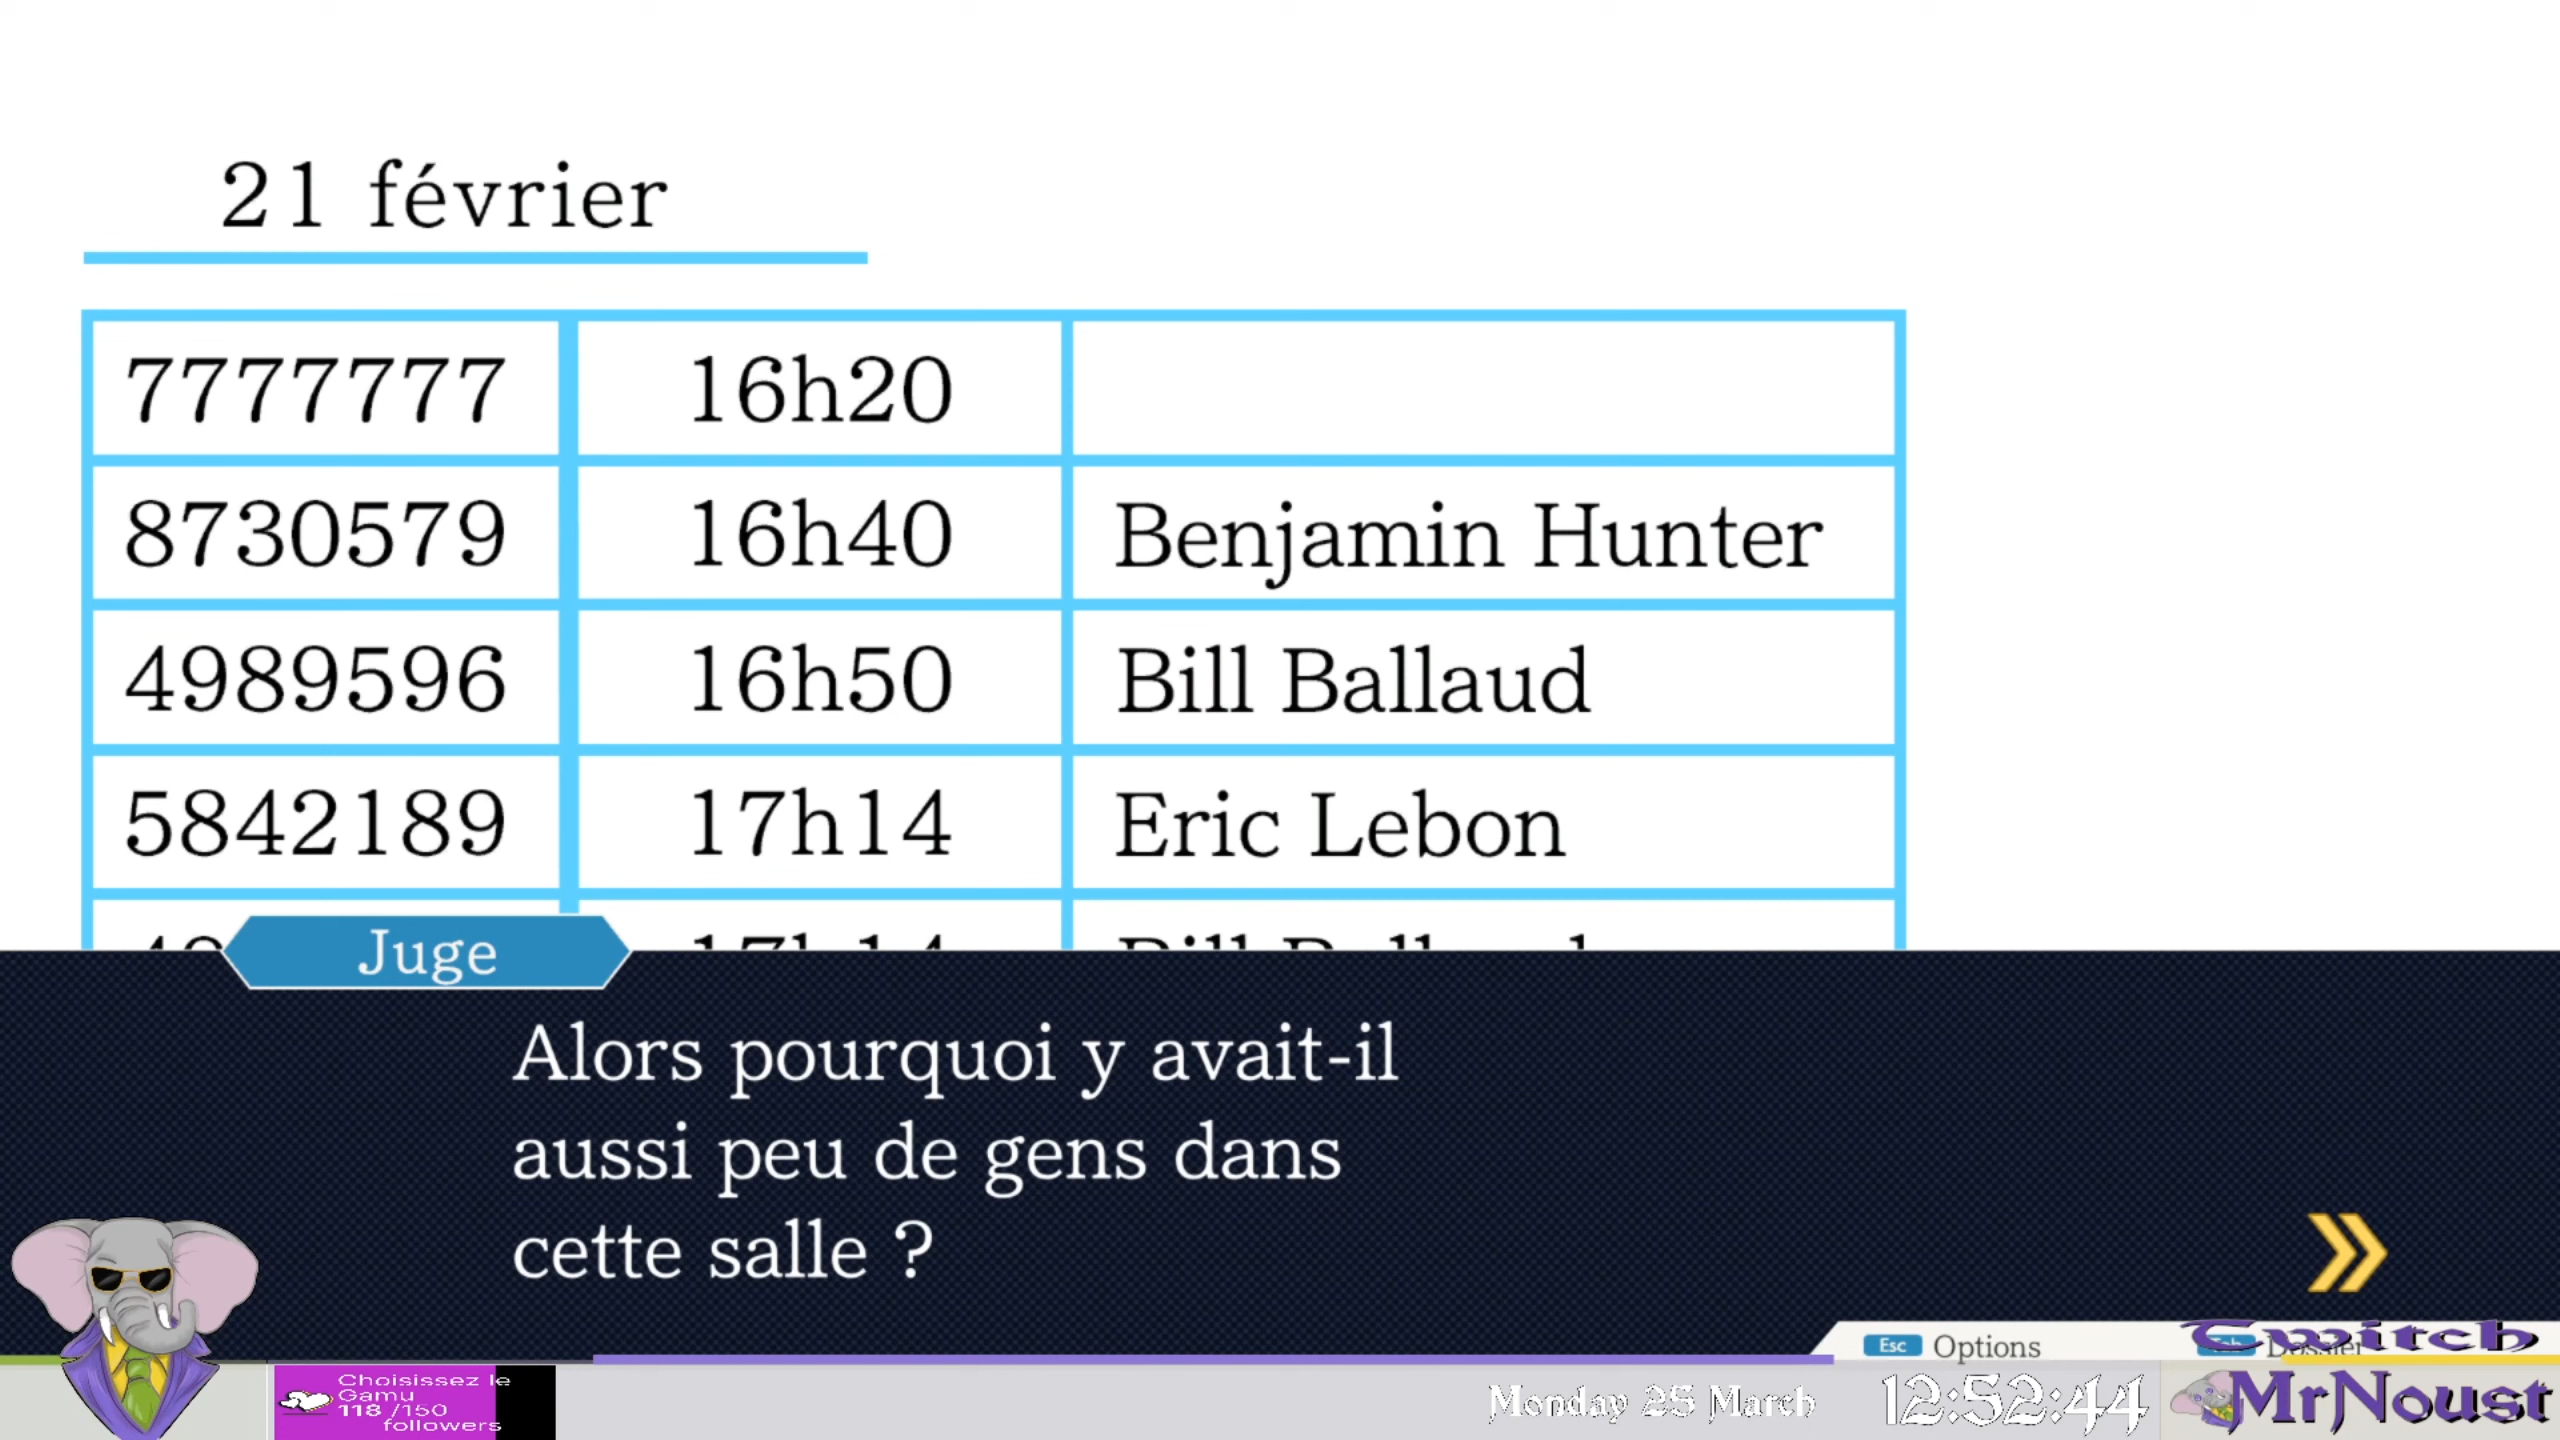 21 février
7777777 16h20
8730579 16h40 Benjamin Hunter
4989596 16h50 Bill Ballaud
5842189 17h14 Eric Lebon
Juge
Alors pourquoi y avait-il
aussi peu de gens dans
cette salle ?
Esc Options
Twitch
Choisissez le
Gamu
118 /150
followers
Monday 25 March 12:52:44
MrNoust